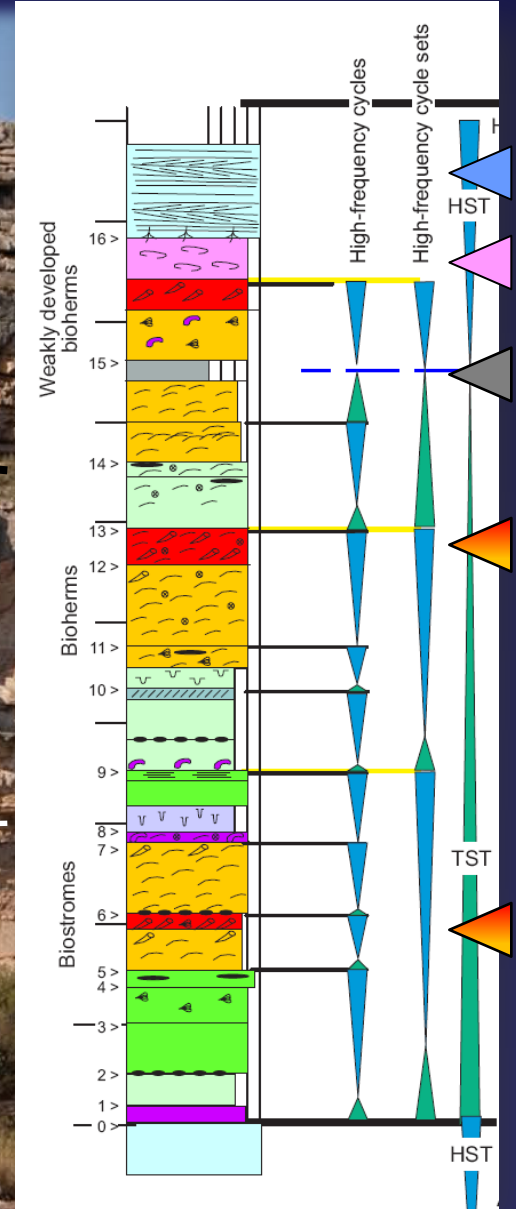 High-frequency cycles
High-frequency cycle sets
HST
16 >
Weakly developed
bioherms
15 >
14 >
13 >
12 >
Bioherms
11 >
10 >
9 >
8 >
7 >
TST
Biostromes
6 >
5 >
4 >
3 >
2 >
1 >
0 >
HST